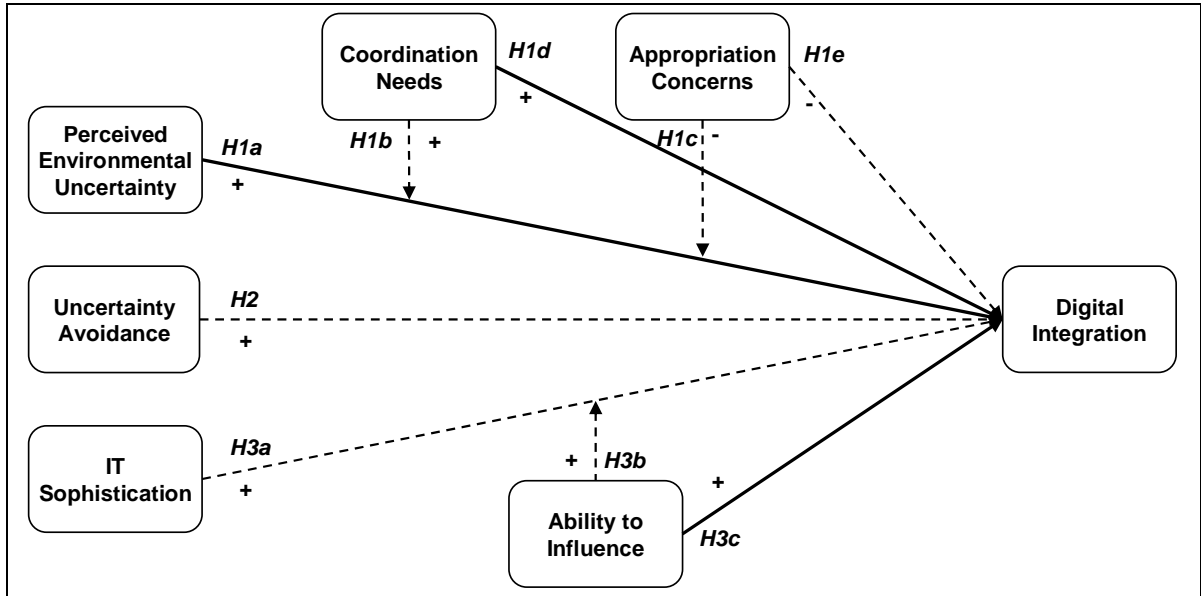 Coordination
Needs
H1d
+
Appropriation
Concerns
H1e
-
Perceived
Environmental
Uncertainty
H1a
+
H1b
+
H1c
-
Uncertainty
Avoidance
H2
+
Digital
Integration
IT
Sophistication
H3a
+
+
H3b
Ability to
Influence
+
H3c